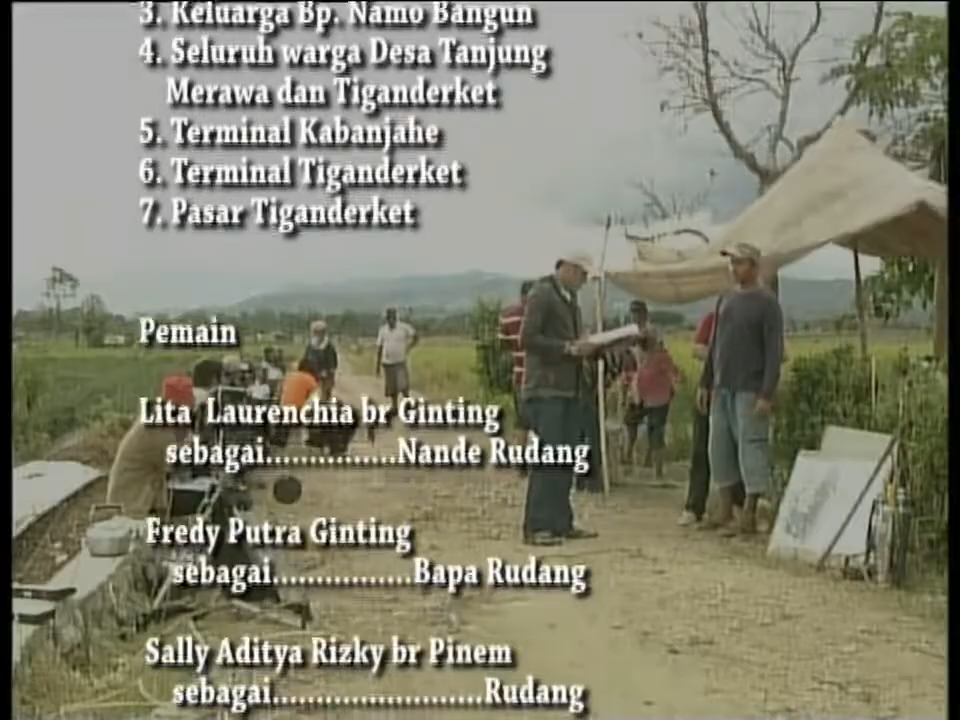 3. Keluarga Bp. Namo Bangun
4. Seluruh warga Desa Tanjung
Merawa dan Tiganderket
5. Terminal Kabanjahe
6. Terminal Tiganderket
7. Pasar Tiganderket
Pemain
Lita Laurenchia br Ginting
sebagai...............Nande Rudang
Fredy Putra Ginting
sebagai................Bapa Rudang
Sally Aditya Rizky br Pinem
sebagai........................Rudang